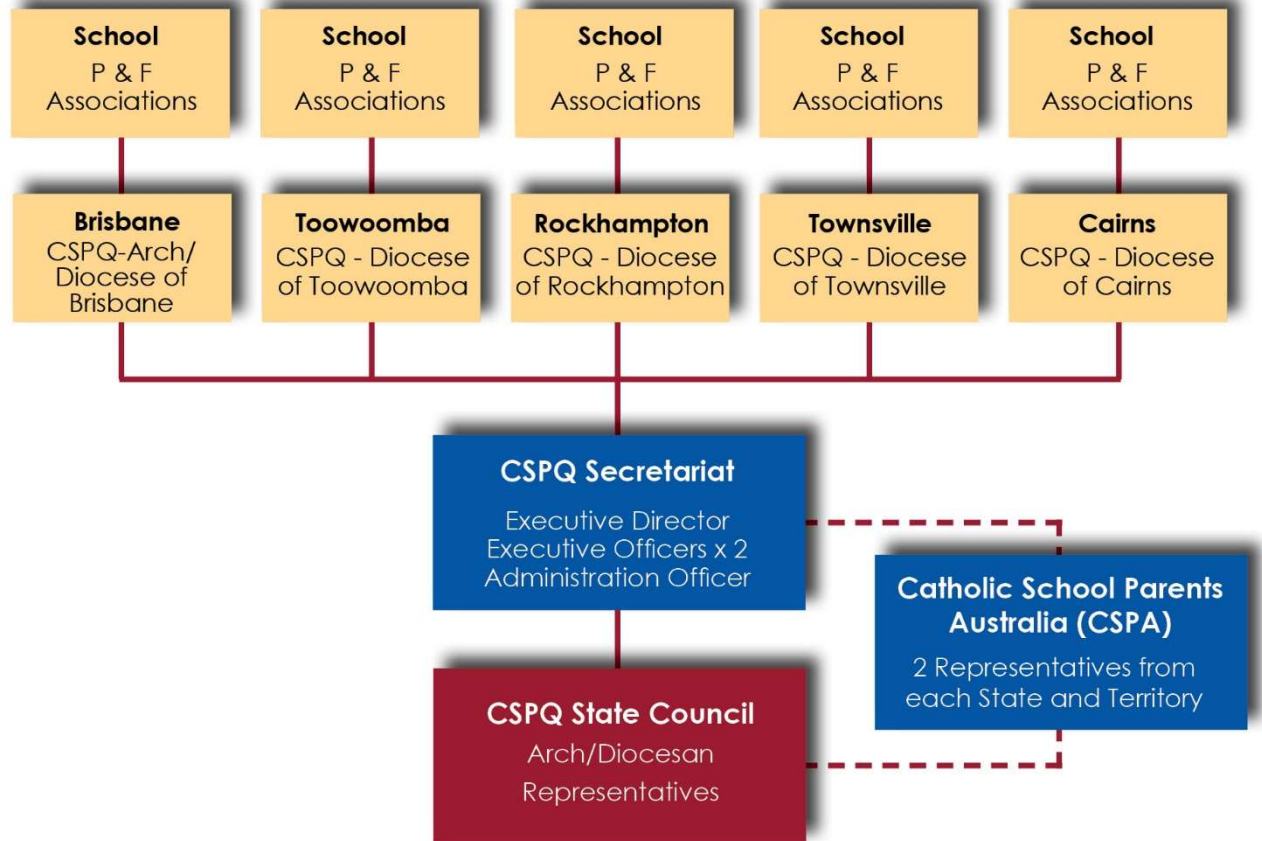 School
P & F
Associations
School
P & F
Associations
School
P & F
Associations
School
P & F
Associations
School
P & F
Associations
Brisbane
CSPQ-Arch/
Diocese of
Brisbane
Toowoomba
CSPQ - Diocese
of Toowoomba
Rockhampton
CSPQ - Diocese
of Rockhampton
Townsville
CSPQ - Diocese
of Townsville
Cairns
CSPQ - Diocese
of Cairns
CSPQ Secretariat
Executive Director
Executive Officers x 2
Administration Officer
Catholic School Parents
Australia (CSPA)
2 Representatives from
each State and Territory
CSPQ State Council
Arch/Diocesan
Representatives